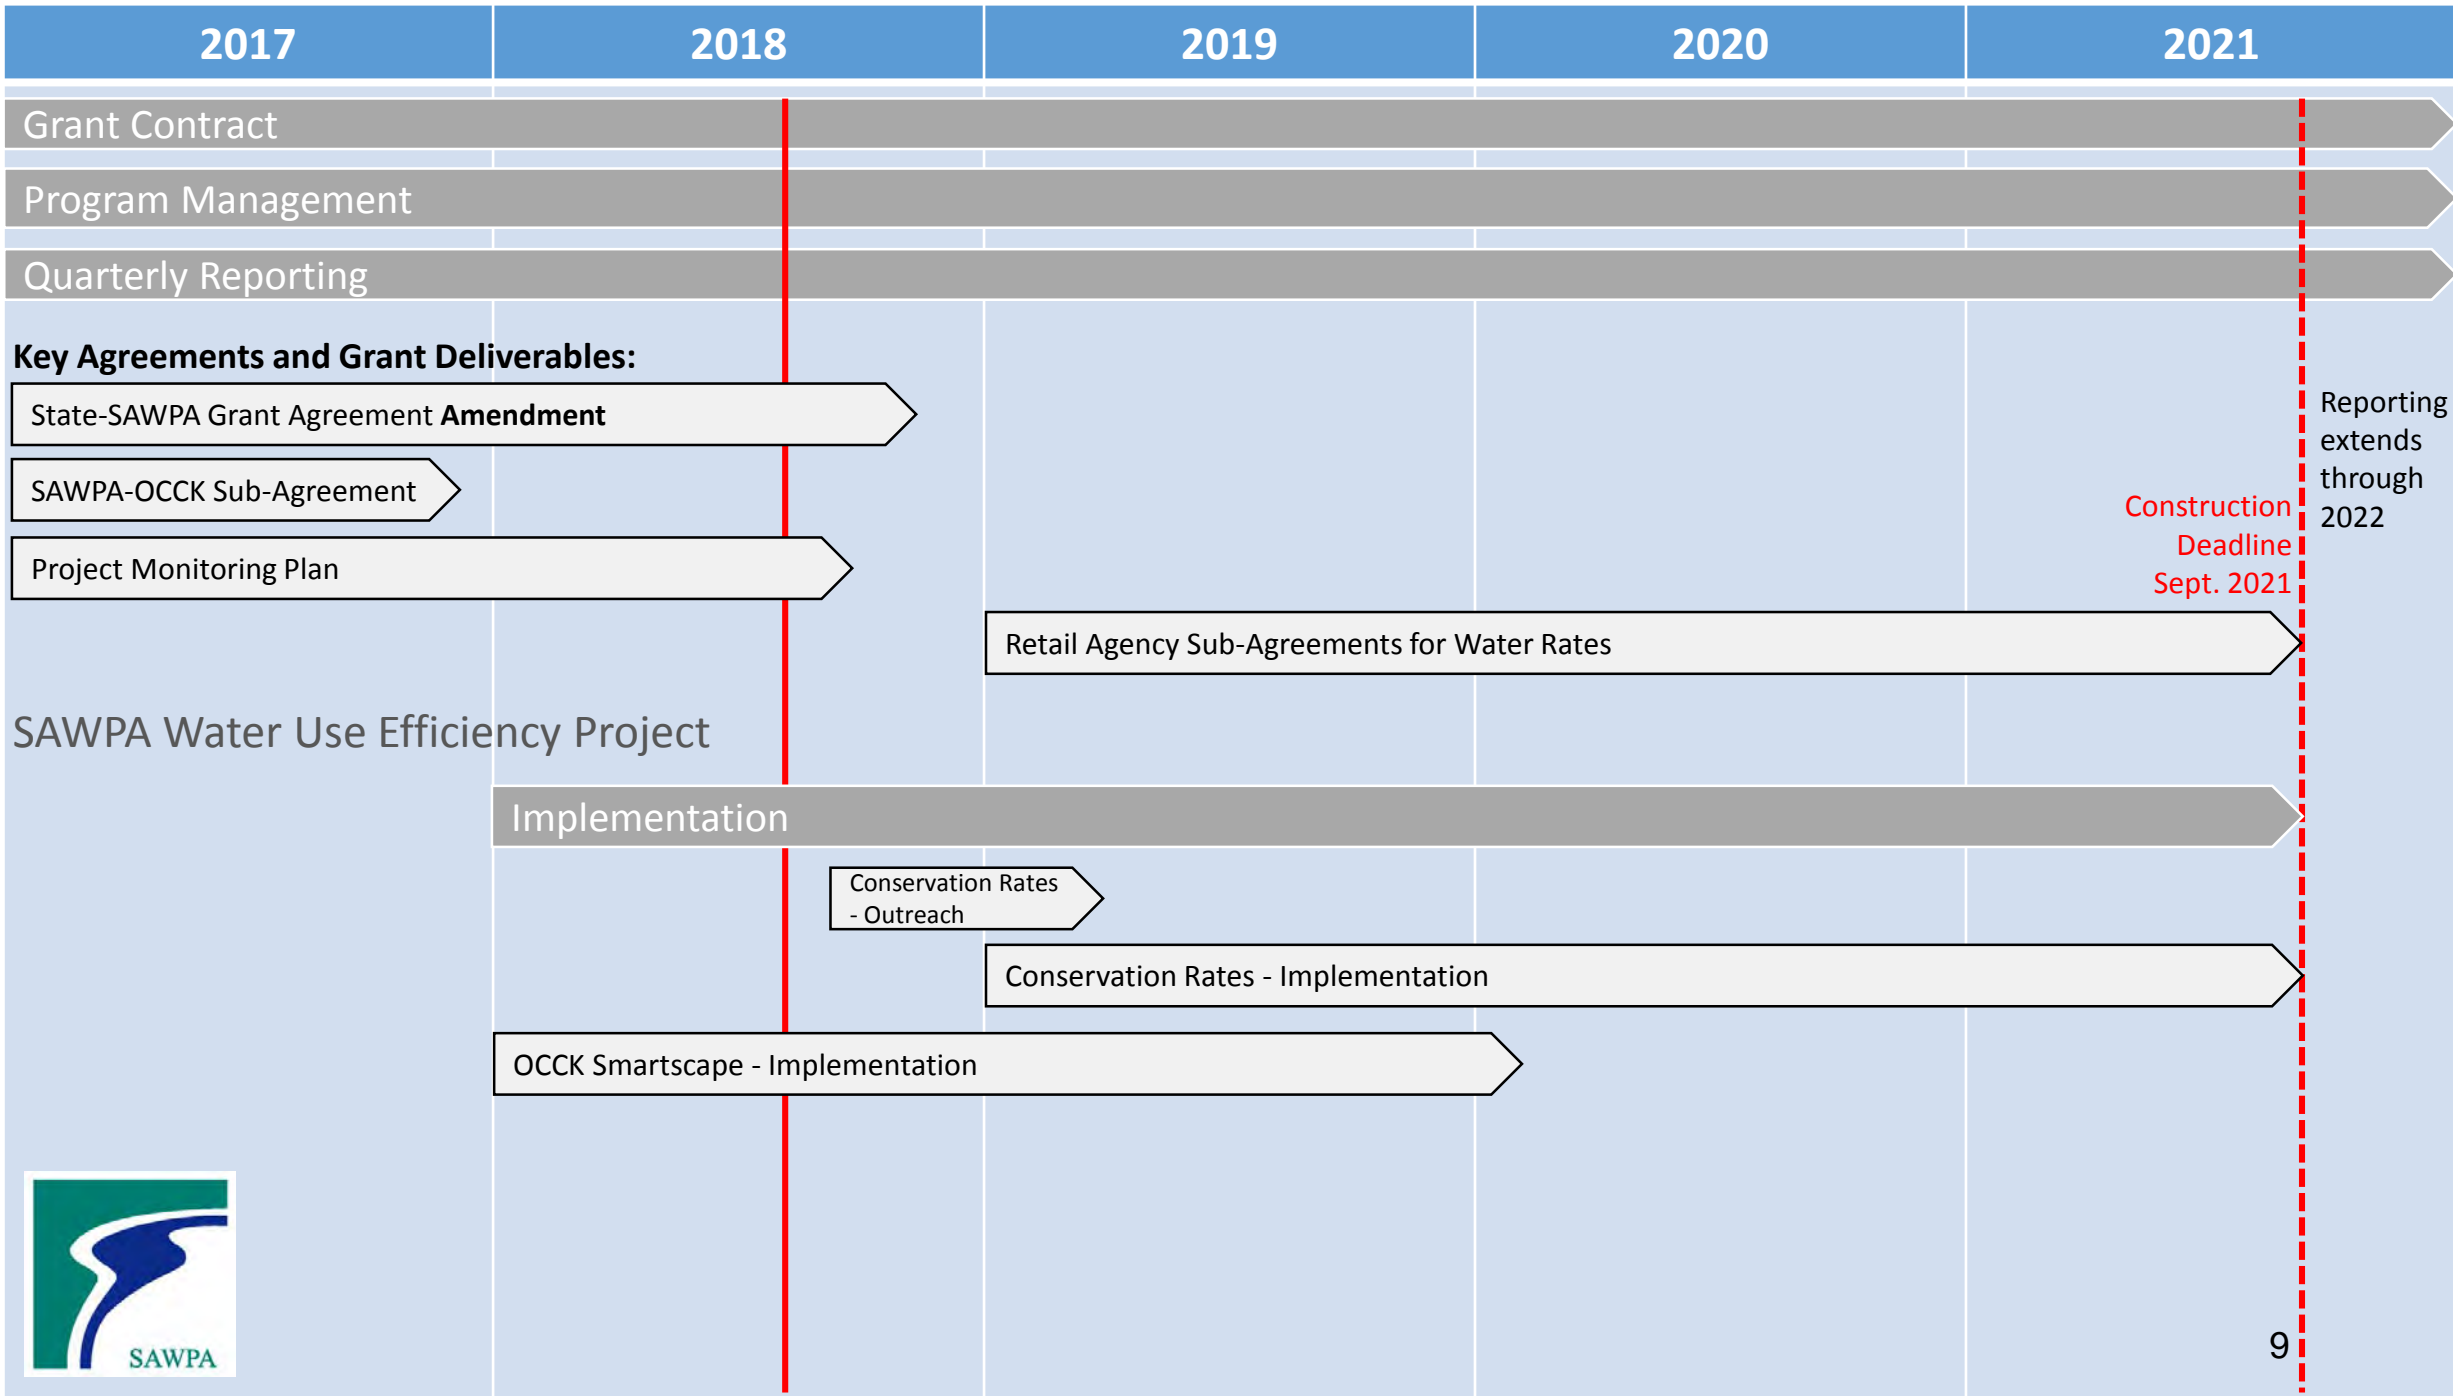 2017 2018 2019 2020 2021
Grant Contract
Program Management
Quarterly Reporting
Key Agreements and Grant Deliverables:
State-SAWPA Grant Agreement Amendment
SAWPA-OCCK Sub-Agreement
Project Monitoring Plan
Reporting
extends
through
2022
Construction
Deadline
Sept. 2021
Retail Agency Sub-Agreements for Water Rates
SAWPA Water Use Efficiency Project
Implementation
Conservation Rates
- Outreach
Conservation Rates - Implementation
OCCK Smartscape - Implementation
SAWPA
9